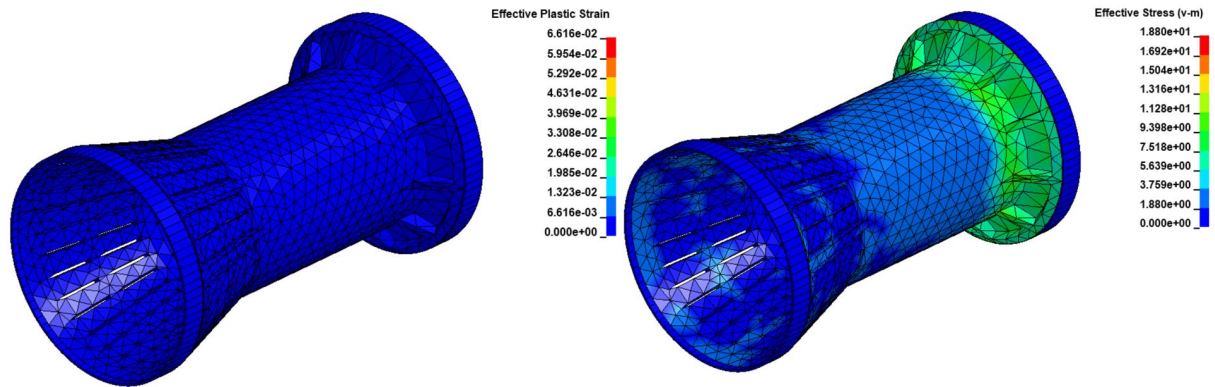 Effective Plastic Strain
6.616e-02
5.954e-02
5.292e-02
4.631e-02
3.969e-02
3.308e-02
2.646e-02
1.985e-02
1.323e-02
6.616e-03
0.000e+00
Effective Stress (v-m)
1.880e+01
1.692e+01
1.504e+01
1.316e+01
1.128e+01
9.398e+00
7.518e+00
5.639e+00
3.759e+00
1.880e+00
0.000e+00